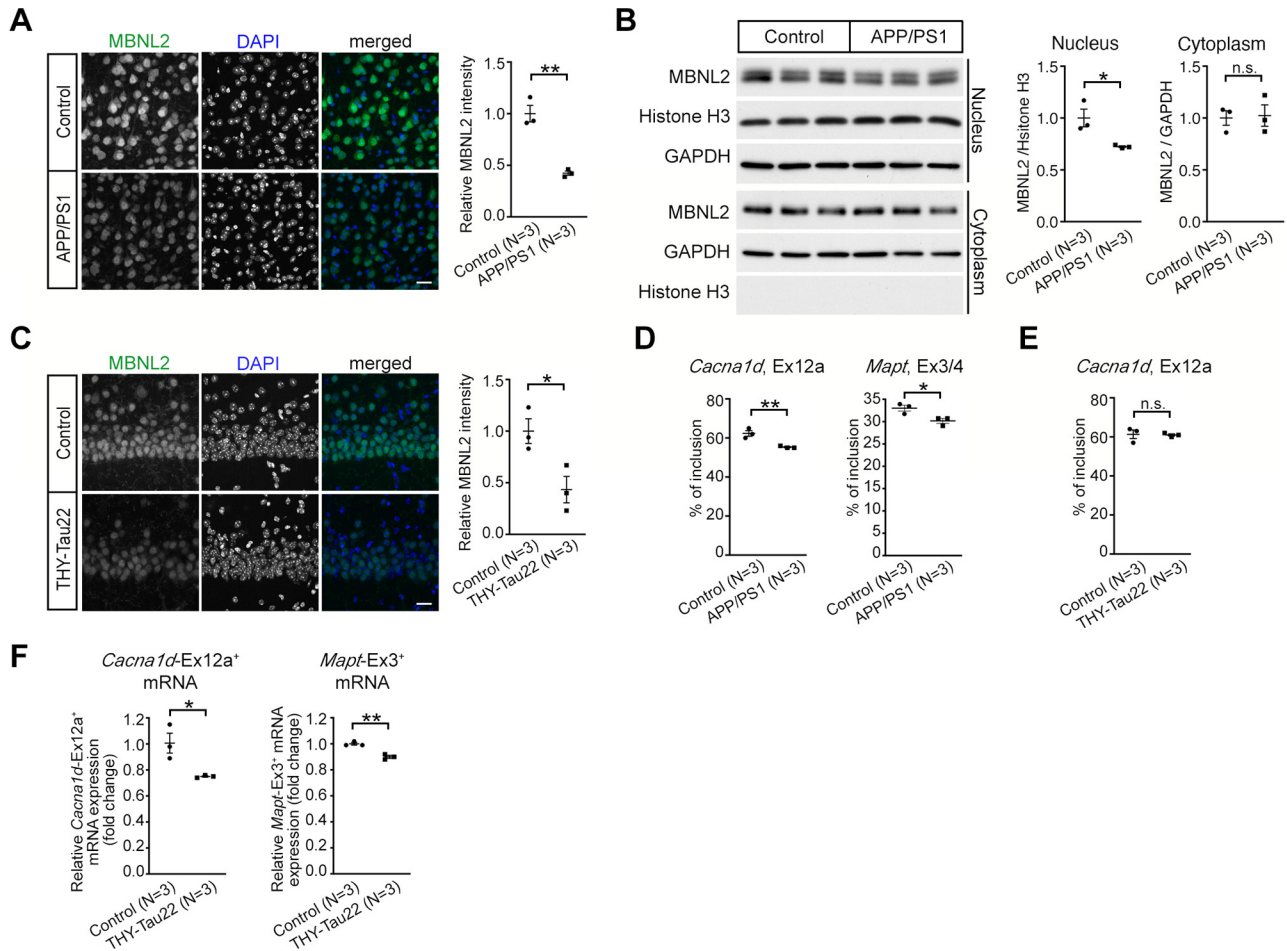 A
MBNL2
DAPI
merged
Control
APP/PS1
Relative MBNL2 intensity
1.5
1.0
0.5
0.0
**
Control (N=3)
APP/PS1 (N=3)
B
Control
APP/PS1
MBNL2
Histone H3
GAPDH
Nucleus
MBNL2
GAPDH
Histone H3
Cytoplasm
Nucleus
MBNL2 /Hsitone H3
1.5
1.0
0.5
0.0
*
Control (N=3)
APP/PS1 (N=3)
Cytoplasm
MBNL2 / GAPDH
1.5
1.0
0.5
0.0
n.s.
Control (N=3)
APP/PS1 (N=3)
C
MBNL2
DAPI
merged
Control
THY-Tau22
Relative MBNL2 intensity
1.5
1.0
0.5
0.0
*
Control (N=3)
THY-Tau22 (N=3)
D
Cacna1d, Ex12a
% of inclusion
80
60
40
20
0
**
Control (N=3)
APP/PS1 (N=3)
Mapt, Ex3/4
% of inclusion
35
30
25
20
15
10
5
0
*
Control (N=3)
APP/PS1 (N=3)
E
Cacna1d, Ex12a
% of inclusion
80
60
40
20
0
n.s.
Control (N=3)
THY-Tau22 (N=3)
F
Cacna1d-Ex12a⁺
mRNA
Relative Cacna1d-Ex12a⁺
mRNA expression
(fold change)
1.2
1.0
0.8
0.6
0.4
0.2
0.0
*
Control (N=3)
THY-Tau22 (N=3)
Mapt-Ex3⁺
mRNA
Relative Mapt-Ex3⁺ mRNA
expression (fold change)
1.2
1.0
0.8
0.6
0.4
0.2
0.0
**
Control (N=3)
THY-Tau22 (N=3)